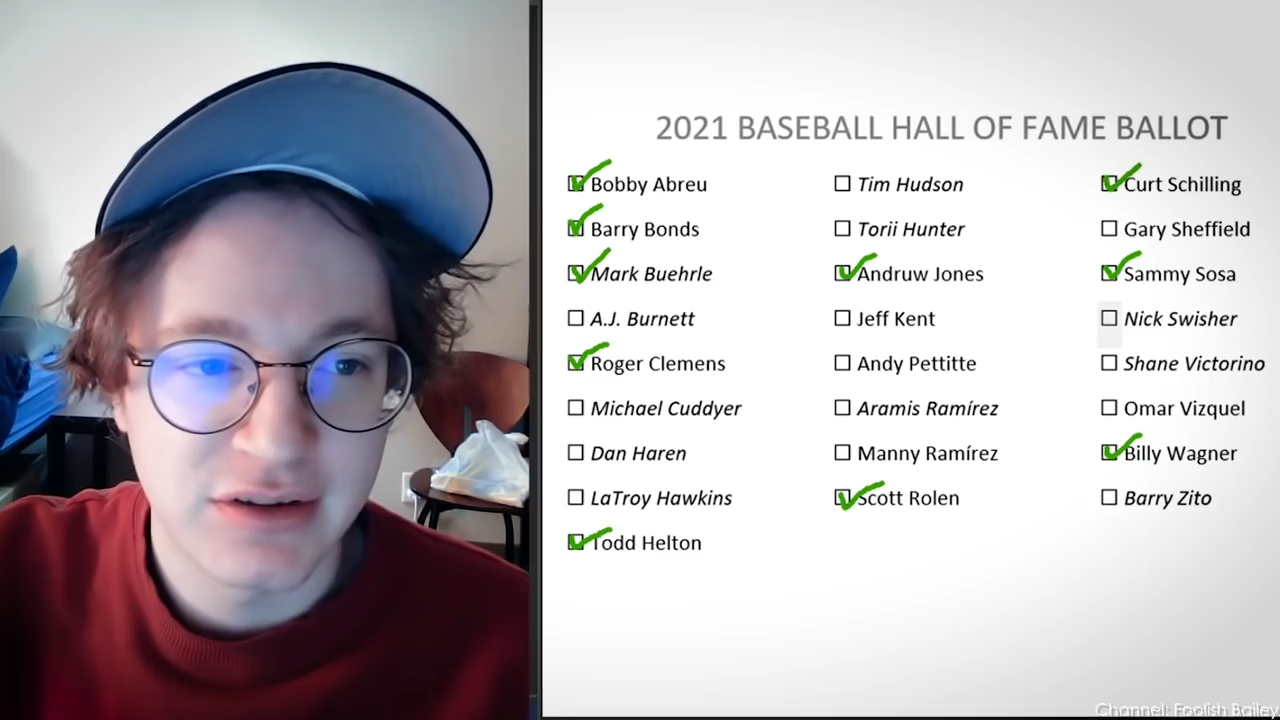 2021 BASEBALL HALL OF FAME BALLOT
Bobby Abreu
Barry Bonds
Mark Buehrle
A.J. Burnett
Roger Clemens
Michael Cuddyer
Dan Haren
LaTroy Hawkins
Todd Helton
Tim Hudson
Torii Hunter
Andruw Jones
Jeff Kent
Andy Pettitte
Aramis Ramírez
Manny Ramírez
Scott Rolen
Curt Schilling
Gary Sheffield
Sammy Sosa
Nick Swisher
Shane Victorino
Omar Vizquel
Billy Wagner
Barry Zito
Channel: Foolish Bailey